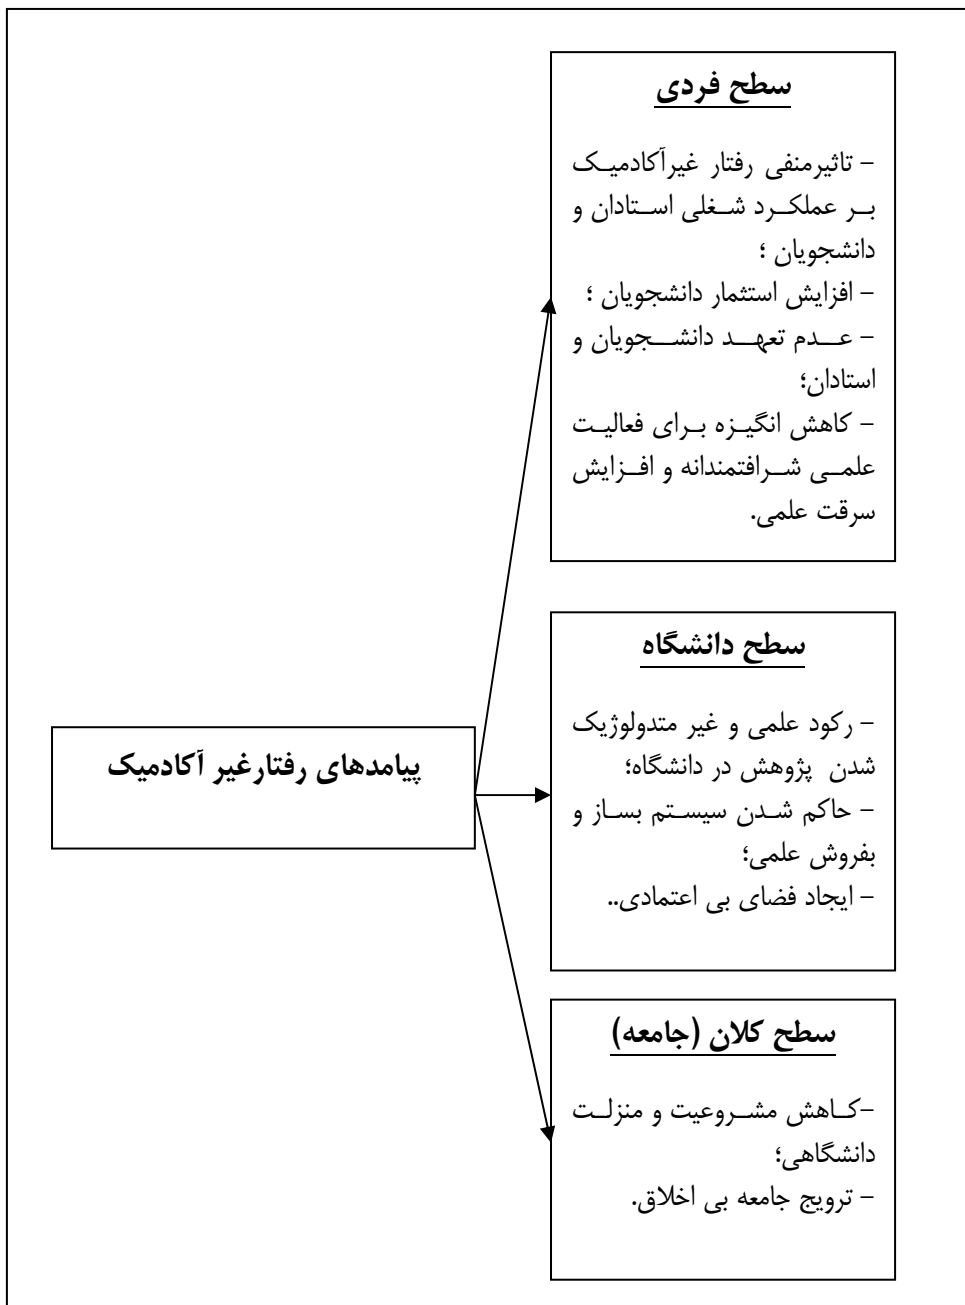 سطح فردی
- تاثیرمنفی رفتار غیرآکادمیک
بر عملکرد شغلی استادان و
دانشجویان ؛
- افزایش استثمار دانشجویان ؛
- عدم تعهد دانشجویان و
استادان؛
- کاهش انگیزه برای فعالیت
علمی شرافتمندانه و افزایش
سرقت علمی.
سطح دانشگاه
- رکود علمی و غیر متدولوژیک
شدن پژوهش در دانشگاه؛
- حاکم شدن سیستم بساز و
بفروش علمی؛
- ایجاد فضای بی اعتمادی..
پیامدهای رفتارغیر آکادمیک
سطح کلان (جامعه)
-کاهش مشروعیت و منزلت
دانشگاهی؛
- ترویج جامعه بی اخلاق.